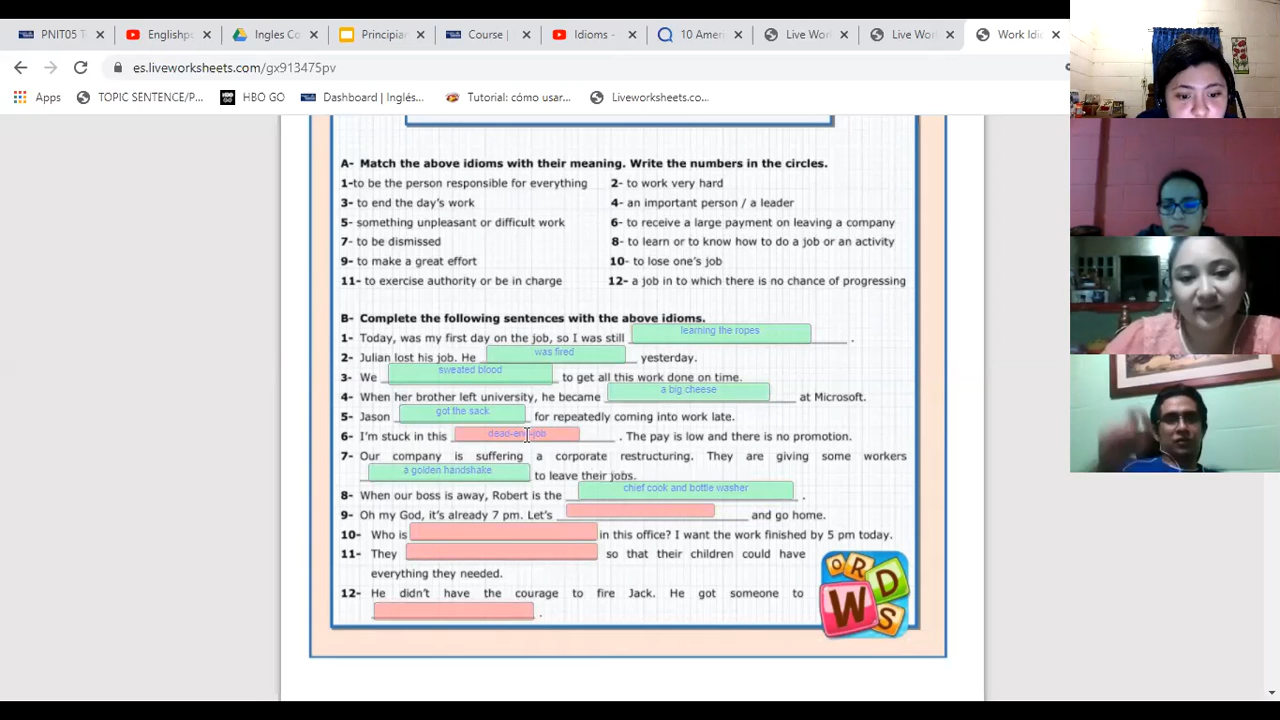 PNIT05 T
Englishp
Ingles Co
Principian
Course
Idioms -
10 Ameri
Live Wor
Live Wor
Work Idio
es.liveworksheets.com/gx913475pv
Apps
TOPIC SENTENCE/P...
HBO GO
Dashboard | Inglés...
Tutorial: cómo usar...
Liveworksheets.co...
A- Match the above idioms with their meaning. Write the numbers in the circles.
1-to be the person responsible for everything 2- to work very hard
3- to end the day's work 4- an important person / a leader
5- something unpleasant or difficult work 6- to receive a large payment on leaving a company
7- to be dismissed 8- to learn or to know how to do a job or an activity
9- to make a great effort 10- to lose one's job
11- to exercise authority or be in charge 12- a job in to which there is no chance of progressing
B- Complete the following sentences with the above idioms.
1- Today, was my first day on the job, so I was still learning the ropes .
2- Julian lost his job. He was fired yesterday.
3- We sweated blood to get all this work done on time.
4- When her brother left university, he became a big cheese at Microsoft.
5- Jason got the sack for repeatedly coming into work late.
6- I'm stuck in this dead-end-job . The pay is low and there is no promotion.
7- Our company is suffering a corporate restructuring. They are giving some workers
a golden handshake to leave their jobs.
8- When our boss is away, Robert is the chief cook and bottle washer .
9- Oh my God, it's already 7 pm. Let's and go home.
10- Who is in this office? I want the work finished by 5 pm today.
11- They so that their children could have
everything they needed.
12- He didn't have the courage to fire Jack. He got someone to
.
ORD
W
S